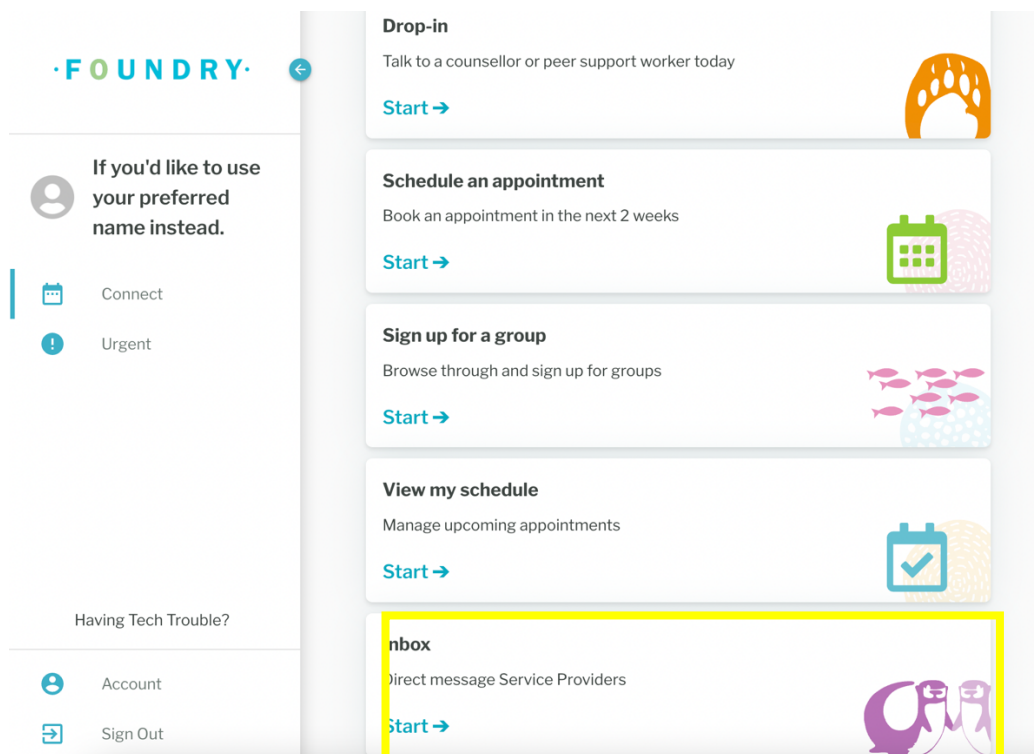 ·FOUNDRY·
If you'd like to use
your preferred
name instead.
Connect
Urgent
Having Tech Trouble?
Account
Sign Out
Drop-in
Talk to a counsellor or peer support worker today
Start →
Schedule an appointment
Book an appointment in the next 2 weeks
Start →
Sign up for a group
Browse through and sign up for groups
Start →
View my schedule
Manage upcoming appointments
Start →
Inbox
Direct message Service Providers
Start →